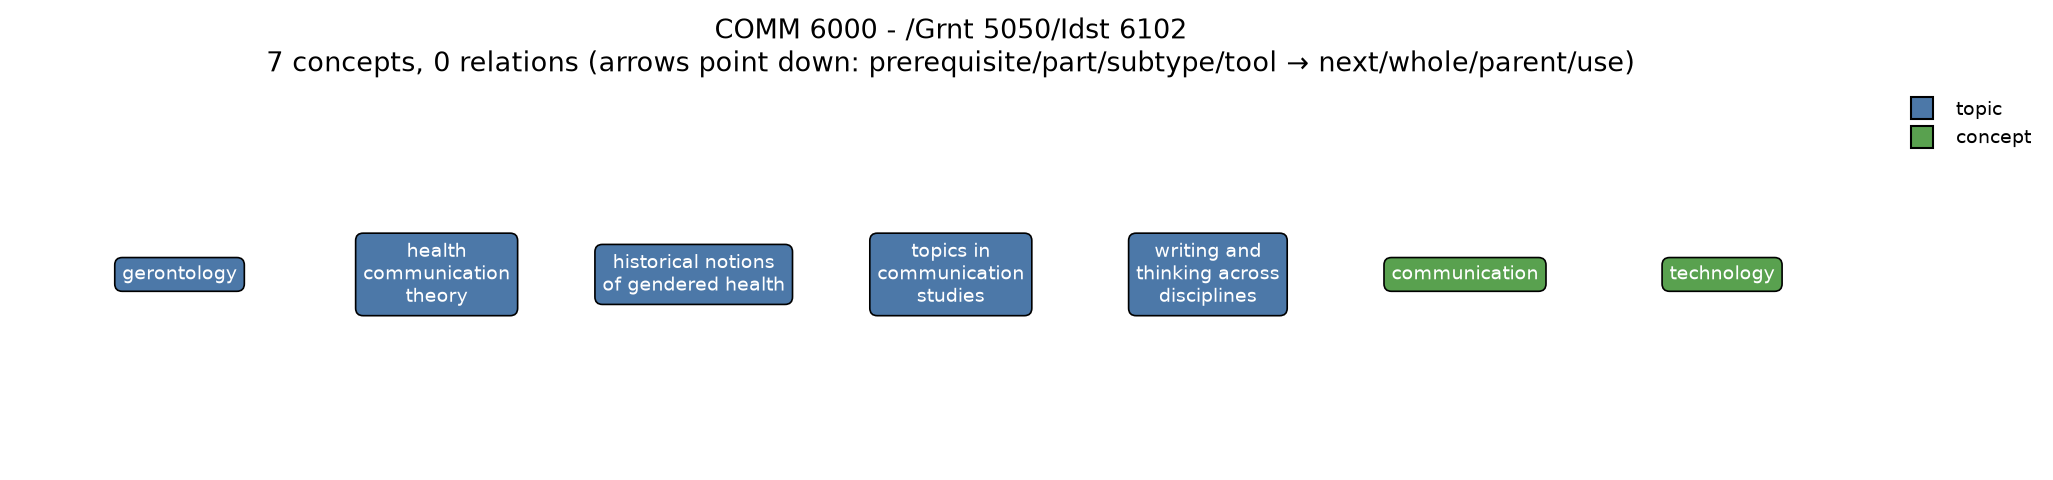 COMM 6000 - /Grnt 5050/Idst 6102
7 concepts, 0 relations (arrows point down: prerequisite/part/subtype/tool → next/whole/parent/use)
topic
concept
gerontology
health
communication
theory
historical notions
of gendered health
topics in
communication
studies
writing and
thinking across
disciplines
communication
technology